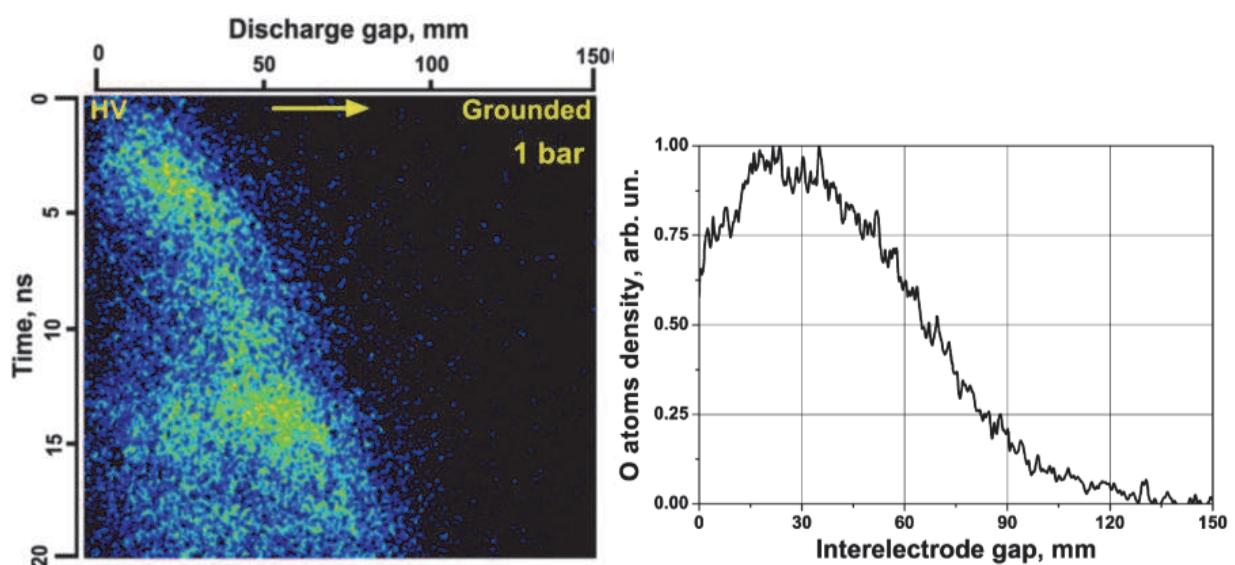 Discharge gap, mm
0 50 100 150
HV Grounded
1 bar
0
5
10
15
20
Time, ns
1.00
0.75
0.50
0.25
0.00
O atoms density, arb. un.
0 30 60 90 120 150
Interelectrode gap, mm